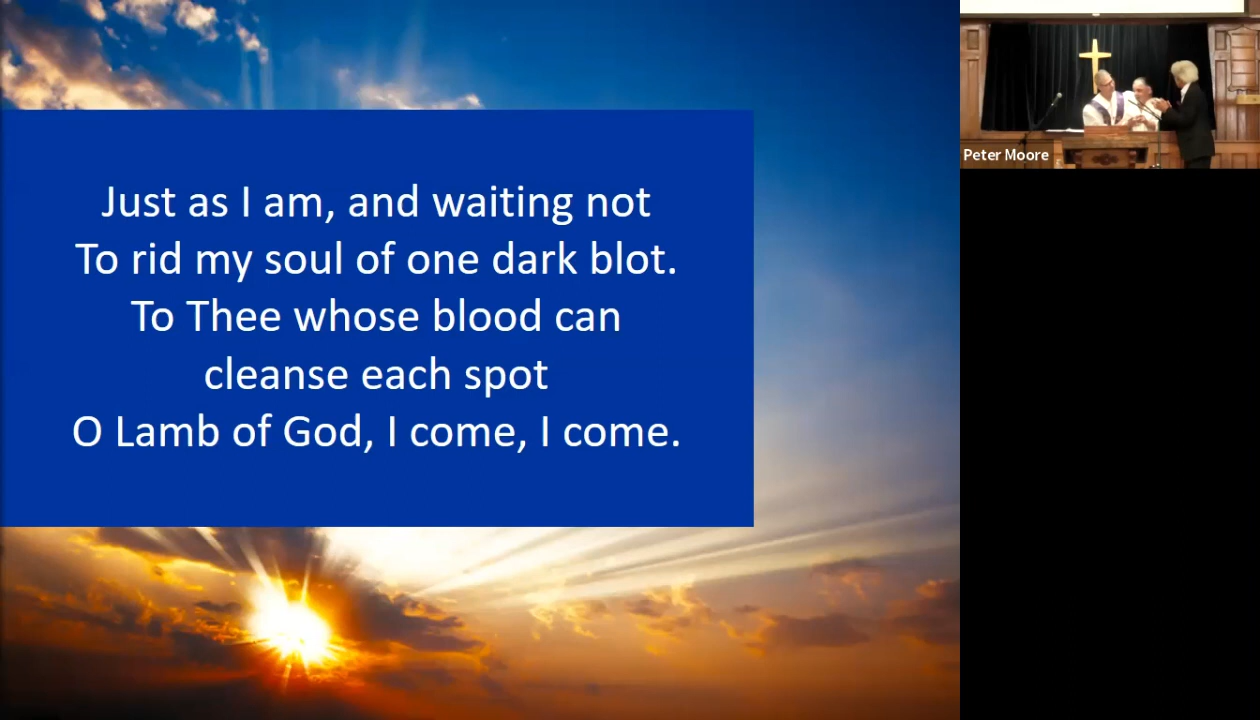 Just as I am, and waiting not
To rid my soul of one dark blot.
To Thee whose blood can
cleanse each spot
O Lamb of God, I come, I come.
Peter Moore